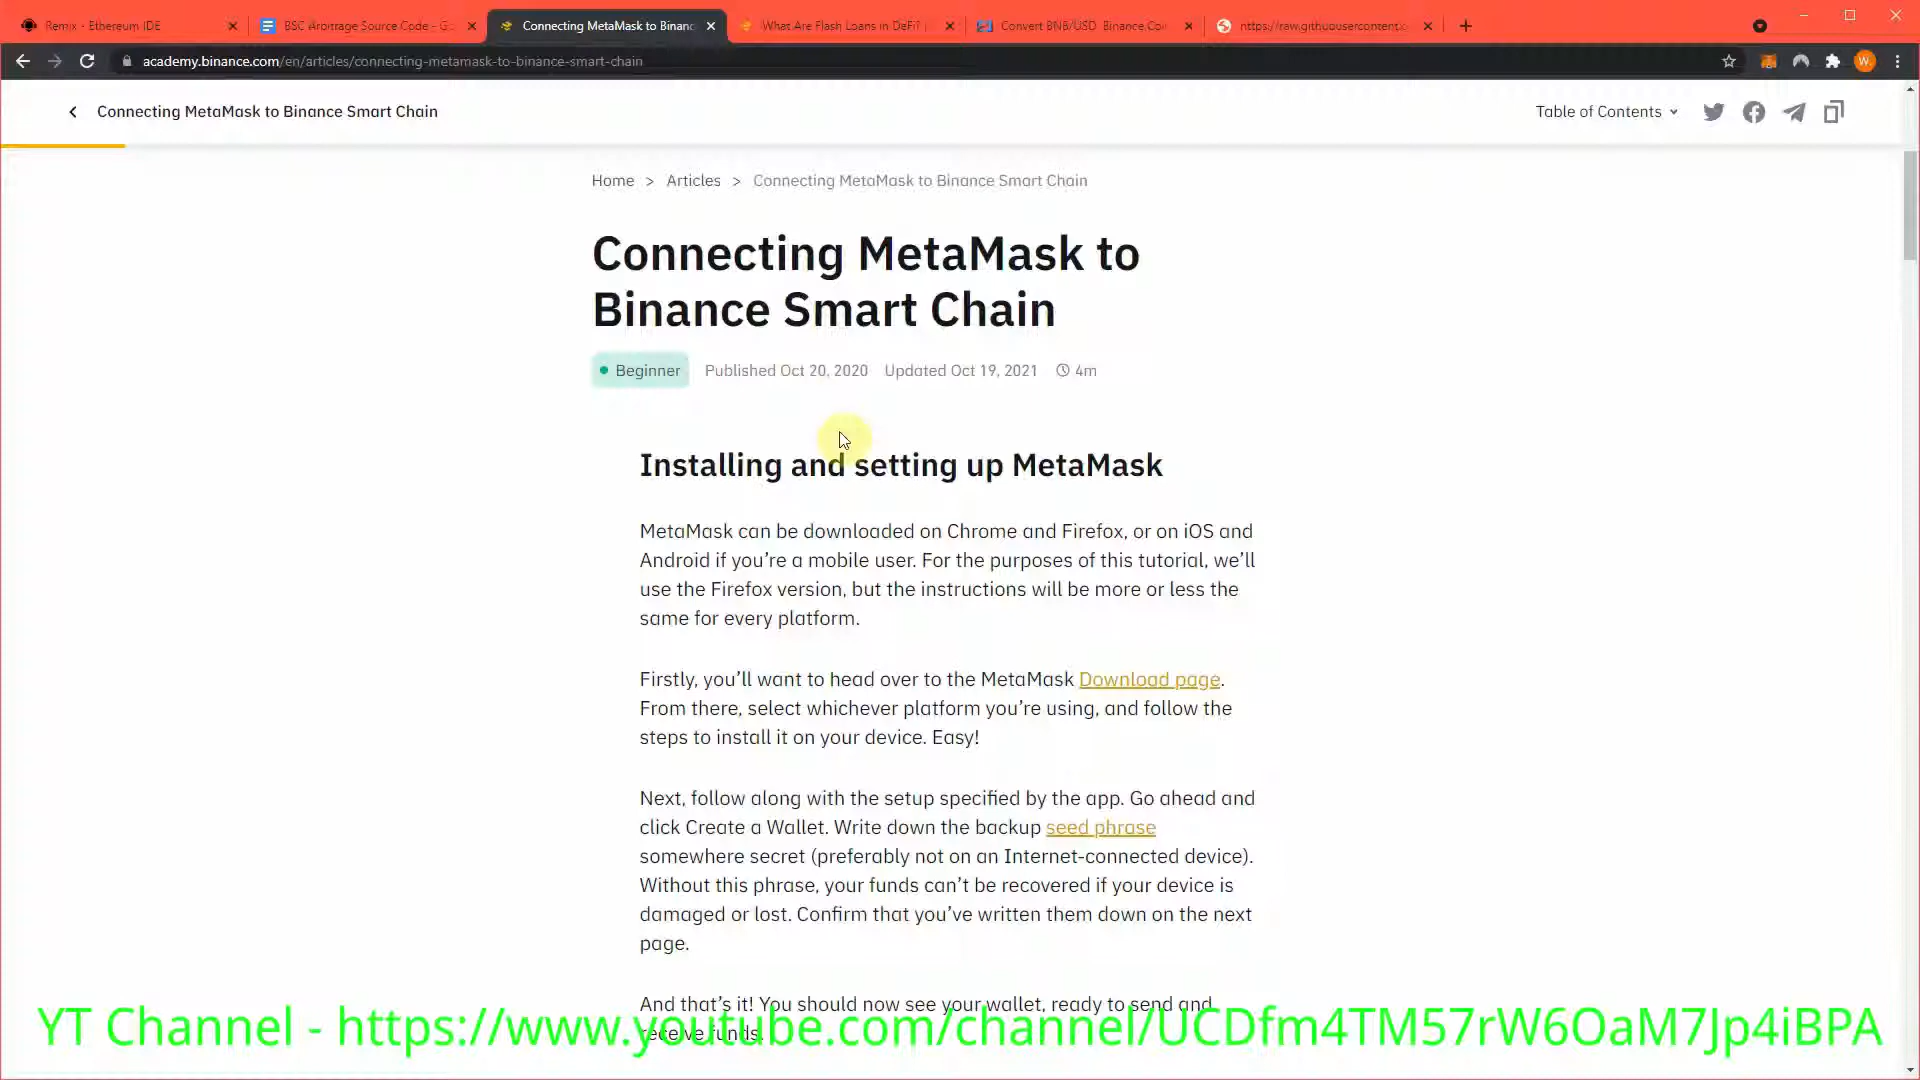 Remix - Ethereum IDE
BSC Arbitrage Source Code - G
Connecting MetaMask to Binanc
What Are Flash Loans in DeFi?
Convert BNB/USD Binance Coi
https://raw.githubusercontent.c
academy.binance.com/en/articles/connecting-metamask-to-binance-smart-chain
W.
Connecting MetaMask to Binance Smart Chain
Table of Contents
Home > Articles > Connecting MetaMask to Binance Smart Chain
Connecting MetaMask to
Binance Smart Chain
Beginner Published Oct 20, 2020 Updated Oct 19, 2021 4m
Installing and setting up MetaMask
MetaMask can be downloaded on Chrome and Firefox, or on iOS and
Android if you’re a mobile user. For the purposes of this tutorial, we’ll
use the Firefox version, but the instructions will be more or less the
same for every platform.
Firstly, you’ll want to head over to the MetaMask Download page.
From there, select whichever platform you’re using, and follow the
steps to install it on your device. Easy!
Next, follow along with the setup specified by the app. Go ahead and
click Create a Wallet. Write down the backup seed phrase
somewhere secret (preferably not on an Internet-connected device).
Without this phrase, your funds can’t be recovered if your device is
damaged or lost. Confirm that you’ve written them down on the next
page.
And that’s it! You should now see your wallet, ready to send and
receive funds.
YT Channel - https://www.youtube.com/channel/UCDfm4TM57rW6OaM7Jp4iBPA